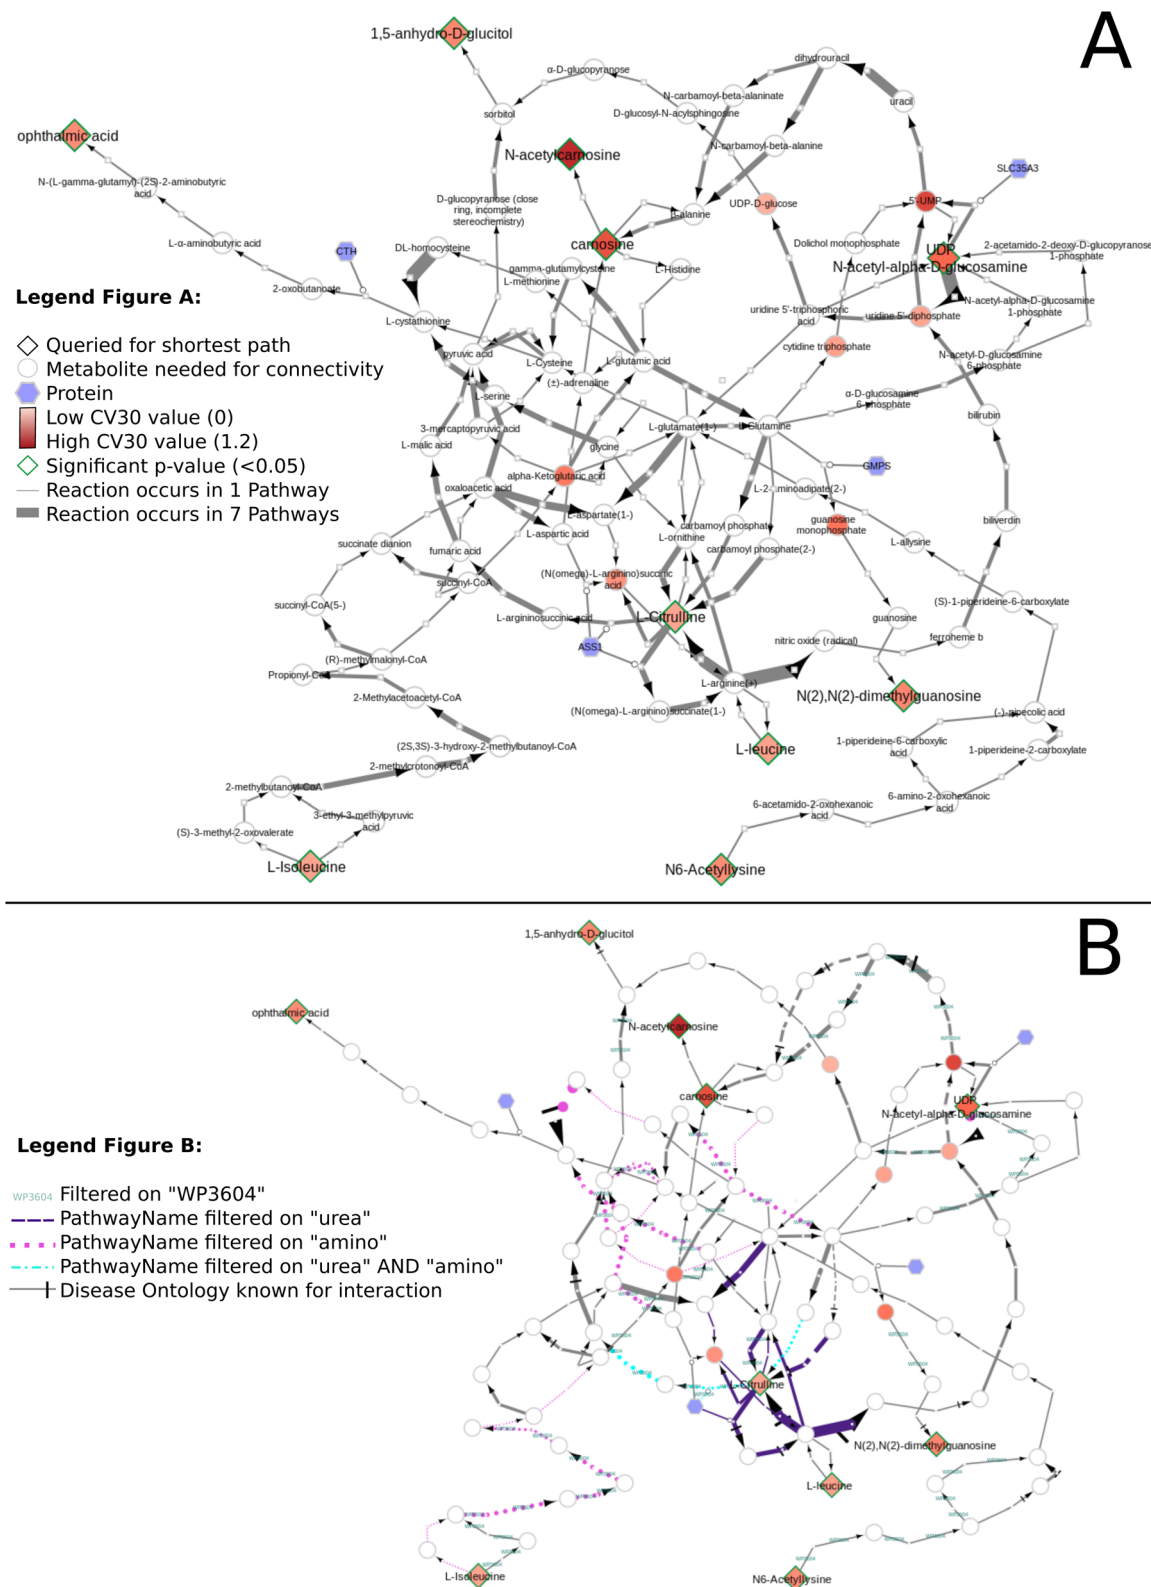 A
1,5-anhydro-D-glucitol
α-D-glucopyranose
dihydrouracil
N-carbamoyl-beta-alaninate
uracil
sorbitol
D-glucosyl-N-acylsphingosine
ophthalmic acid
N-carbamoyl-beta-alanine
N-acetylcarnosine
SLC35A3
N-(L-gamma-glutamyl)-(2S)-2-aminobutyric
acid
D-glucopyranose (close
ring, incomplete
stereochemistry)
UDP-D-glucose
5'-UMP
β-alanine
L-α-aminobutyric acid
CTH
DL-homocysteine
carnosine
Dolichol monophosphate
UDP
N-acetyl-alpha-D-glucosamine
2-acetamido-2-deoxy-D-glucopyranose
1-phosphate
gamma-glutamylcysteine
L-Histidine
L-methionine
2-oxobutanoate
N-acetyl-alpha-D-glucosamine
1-phosphate
Legend Figure A:
L-cystathionine
uridine 5'-triphosphoric
acid
uridine 5'-diphosphate
Queried for shortest path
Metabolite needed for connectivity
Protein
Low CV30 value (0)
High CV30 value (1.2)
Significant p-value (<0.05)
Reaction occurs in 1 Pathway
Reaction occurs in 7 Pathways
pyruvic acid
L-Cysteine
L-glutamic acid
cytidine triphosphate
N-acetyl-D-glucosamine
6-phosphate
(±)-adrenaline
L-serine
α-D-glucosamine
6-phosphate
bilirubin
3-mercaptopyruvic acid
L-glutamate(1-)
L-Glutamine
L-malic acid
glycine
alpha-Ketoglutaric acid
GMPS
oxaloacetic acid
L-2-aminoadipate(2-)
L-aspartate(1-)
guanosine
monophosphate
biliverdin
L-aspartic acid
carbamoyl phosphate
L-ornithine
carbamoyl phosphate(2-)
L-allysine
succinate dianion
fumaric acid
succinyl-CoA
(N(omega)-L-arginino)succinic
acid
succinyl-CoA(5-)
L-argininosuccinic acid
L-Citrulline
(S)-1-piperideine-6-carboxylate
guanosine
ASS1
nitric oxide (radical)
ferroheme b
(R)-methylmalonyl-CoA
Propionyl-CoA
L-arginine(+)
2-Methylacetoacetyl-CoA
N(2),N(2)-dimethylguanosine
(N(omega)-L-arginino)succinate(1-)
(-)-pipecolic acid
(2S,3S)-3-hydroxy-2-methylbutanoyl-CoA
L-leucine
1-piperideine-6-carboxylic
acid
1-piperideine-2-carboxylate
2-methylcrotonoyl-CoA
2-methylbutanoyl-CoA
6-acetamido-2-oxohexanoic
acid
6-amino-2-oxohexanoic
acid
3-ethyl-3-methylpyruvic
acid
(S)-3-methyl-2-oxovalerate
L-Isoleucine
N6-Acetyllysine
B
1,5-anhydro-D-glucitol
ophthalmic acid
N-acetylcarnosine
carnosine
UDP
N-acetyl-alpha-D-glucosamine
Legend Figure B:
WP3604 Filtered on "WP3604"
PathwayName filtered on "urea"
PathwayName filtered on "amino"
PathwayName filtered on "urea" AND "amino"
Disease Ontology known for interaction
L-Citrulline
N(2),N(2)-dimethylguanosine
L-leucine
L-Isoleucine
N6-Acetyllysine